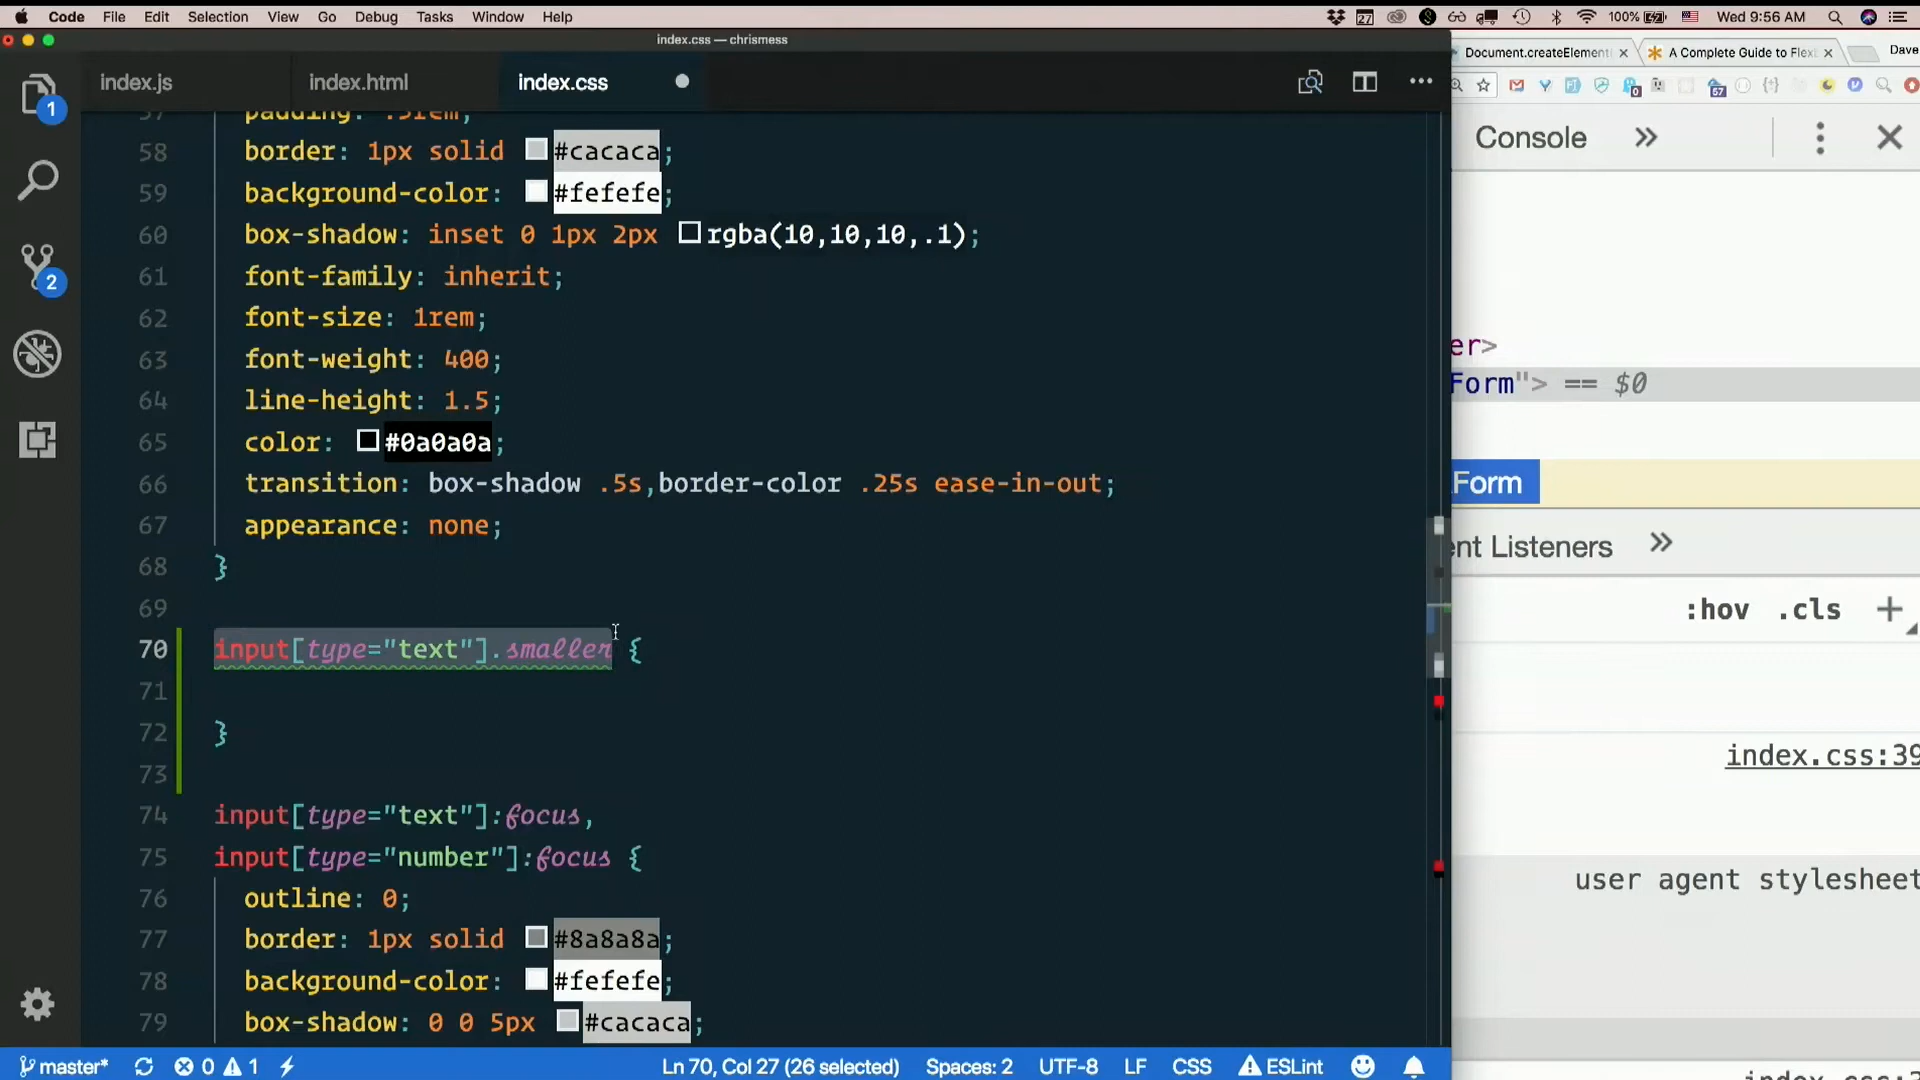 Code File Edit Selection View Go Debug Tasks Window Help 27 100% Wed 9:56 AM
index.css — chrismess
Document.createElement A Complete Guide to Flex Dave
index.js index.html index.css
57 padding: .5rem;
58 border: 1px solid #cacaca;
59 background-color: #fefefe;
60 box-shadow: inset 0 1px 2px rgba(10,10,10,.1);
61 font-family: inherit;
62 font-size: 1rem;
63 font-weight: 400;
64 line-height: 1.5;
65 color: #0a0a0a;
66 transition: box-shadow .5s,border-color .25s ease-in-out;
67 appearance: none;
68 }
69
70 input[type="text"].smaller {
71
72 }
73
74 input[type="text"]:focus,
75 input[type="number"]:focus {
76 outline: 0;
77 border: 1px solid #8a8a8a;
78 background-color: #fefefe;
79 box-shadow: 0 0 5px #cacaca;
1
2
master* 0 1 Ln 70, Col 27 (26 selected) Spaces: 2 UTF-8 LF CSS ESLint
0 57
Console »
er>
Form"> == $0
Form
ent Listeners »
:hov .cls +
index.css:39
user agent stylesheet